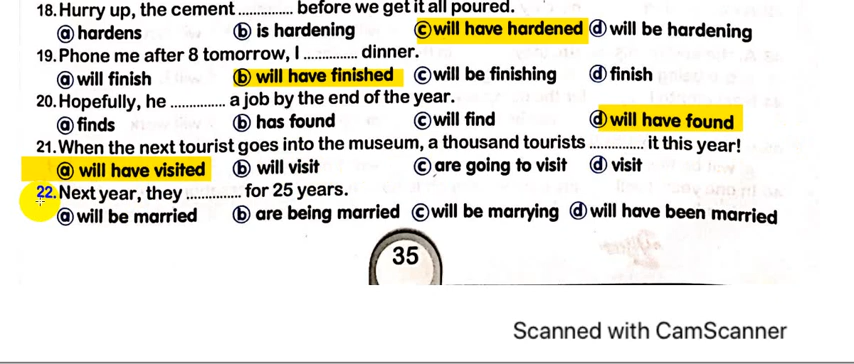 18. Hurry up, the cement ............. before we get it all poured.
ⓐ hardens ⓑ is hardening ⓒ will have hardened ⓓ will be hardening
19. Phone me after 8 tomorrow, I ............. dinner.
ⓐ will finish ⓑ will have finished ⓒ will be finishing ⓓ finish
20. Hopefully, he ............. a job by the end of the year.
ⓐ finds ⓑ has found ⓒ will find ⓓ will have found
21. When the next tourist goes into the museum, a thousand tourists ............. it this year!
ⓐ will have visited ⓑ will visit ⓒ are going to visit ⓓ visit
22. Next year, they ............. for 25 years.
ⓐ will be married ⓑ are being married ⓒ will be marrying ⓓ will have been married
35
Scanned with CamScanner